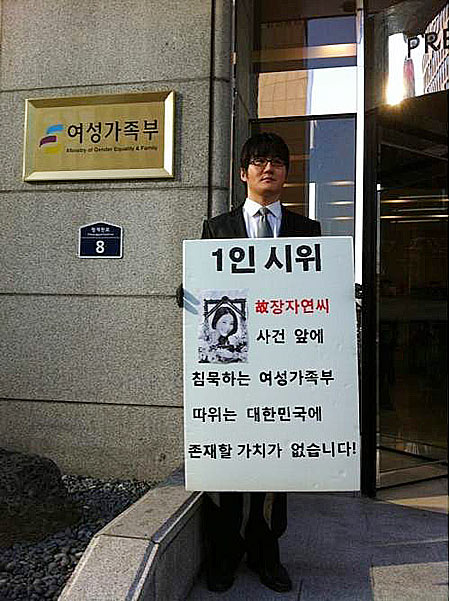 PRE
여성가족부
Ministry of Gender Equality & Family
8
1인 시위
故장자연씨
사건 앞에
침묵하는 여성가족부
따위는 대한민국에
존재할 가치가 없습니다!